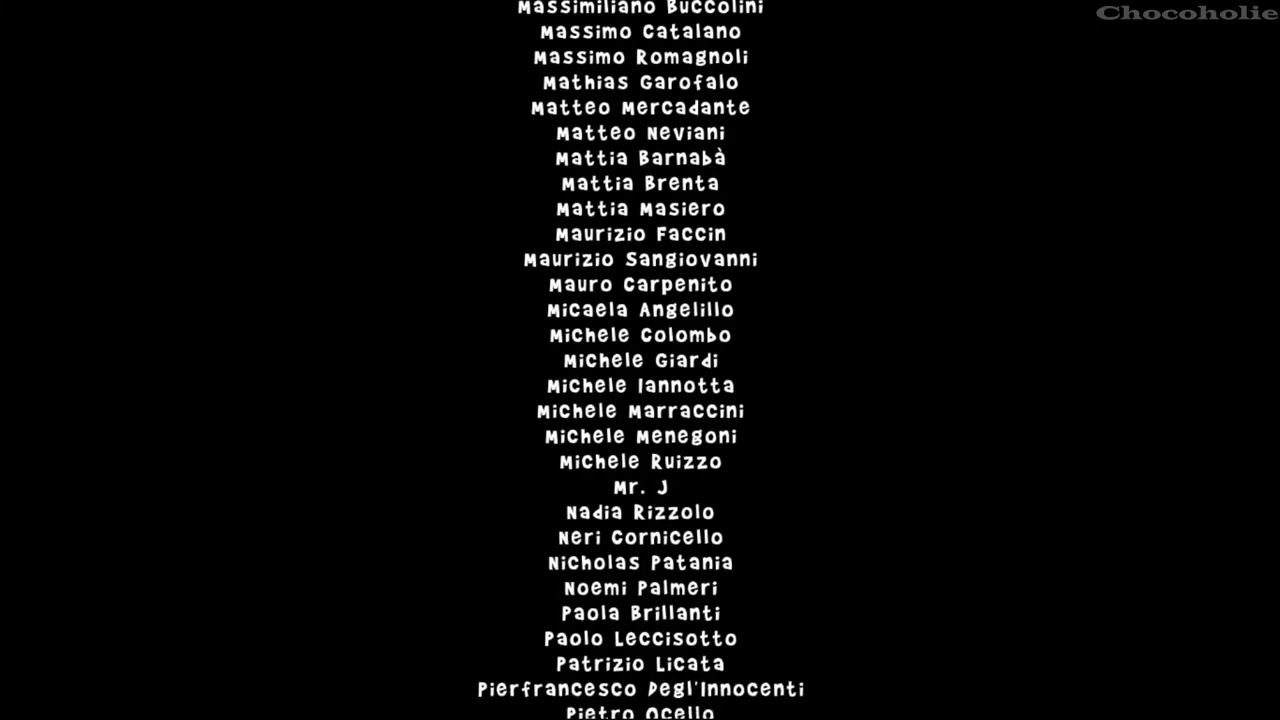 Chocoholie
Massimiliano Buccolini
Massimo Catalano
Massimo Romagnoli
Mathias Garofalo
Matteo Mercadante
Matteo Neviani
Mattia Barnabà
Mattia Brenta
Mattia Masiero
Maurizio Faccin
Maurizio Sangiovanni
Mauro Carpenito
Micaela Angelillo
Michele Colombo
Michele Giardi
Michele Iannotta
Michele Marraccini
Michele Menegoni
Michele Ruizzo
Mr. J
Nadia Rizzolo
Neri Cornicello
Nicholas Patania
Noemi Palmeri
Paola Brillanti
Paolo Leccisotto
Patrizio Licata
Pierfrancesco Degl'Innocenti
Pietro Ocello